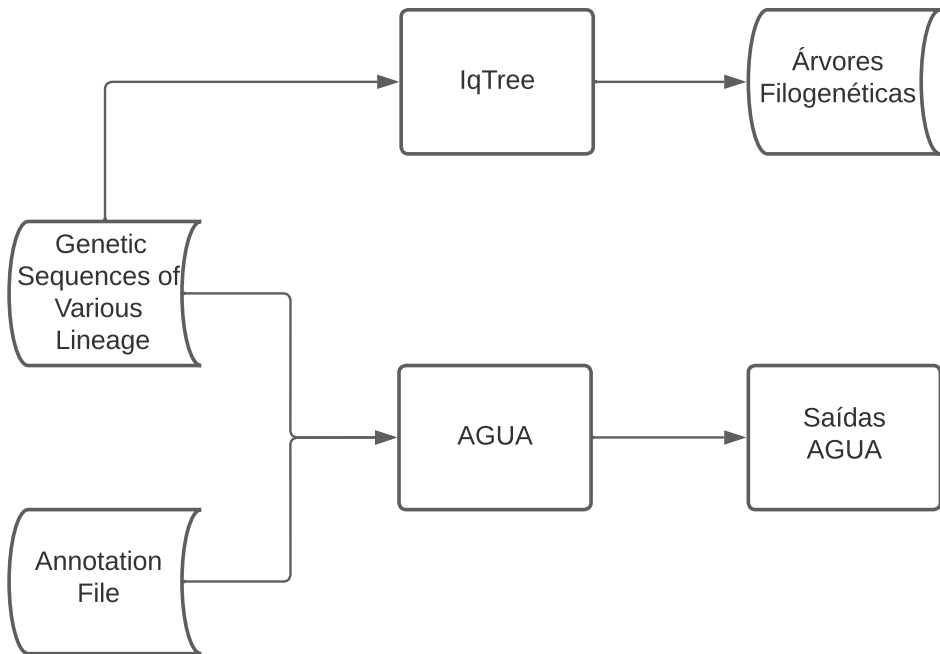 IqTree
Árvores
Filogenéticas
Genetic
Sequences of
Various
Lineage
AGUA
Saídas
AGUA
Annotation
File